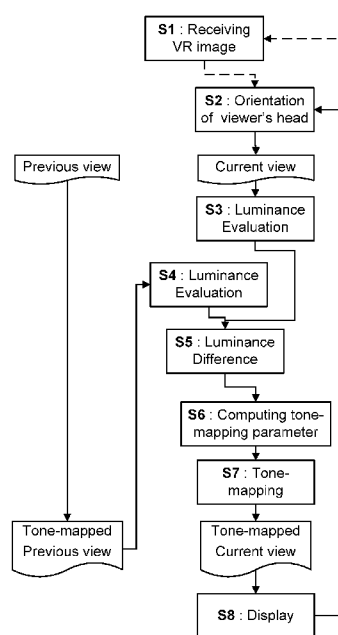 S1 : Receiving
VR image
S2 : Orientation
of viewer's head
Previous view
Current view
S3 : Luminance
Evaluation
S4 : Luminance
Evaluation
S5 : Luminance
Difference
S6 : Computing tone-
mapping parameter
S7 : Tone-
mapping
Tone-mapped
Previous view
Tone-mapped
Current view
S8 : Display